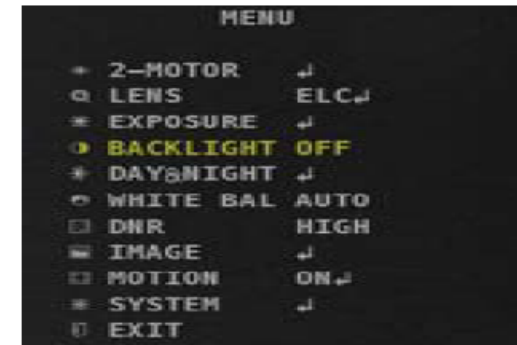 MENU
2-MOTOR ↲
LENS ELC↲
EXPOSURE ↲
BACKLIGHT OFF
DAY&NIGHT ↲
WHITE BAL AUTO
DNR HIGH
IMAGE ↲
MOTION ON↲
SYSTEM ↲
EXIT